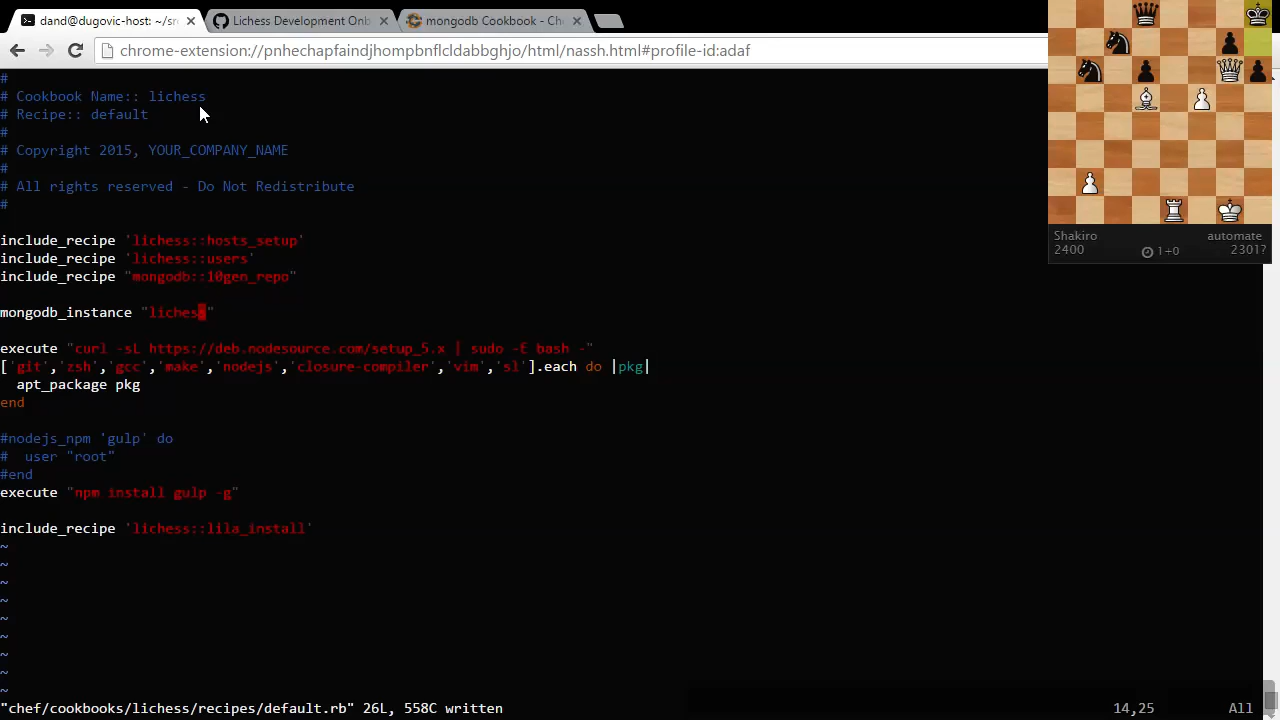 dand@dugovic-host: ~/sr
Lichess Development Onb
mongodb Cookbook - Che
chrome-extension://pnhechapfaindjhompbnflcldabbghjo/html/nassh.html#profile-id:adaf
#
# Cookbook Name:: lichess
# Recipe:: default
#
# Copyright 2015, YOUR_COMPANY_NAME
#
# All rights reserved - Do Not Redistribute
#
include_recipe 'lichess::hosts_setup'
include_recipe 'lichess::users'
include_recipe "mongodb::10gen_repo"
mongodb_instance "lichess"
execute "curl -sL https://deb.nodesource.com/setup_5.x | sudo -E bash -"
['git','zsh','gcc','make','nodejs','closure-compiler','vim','sl'].each do |pkg|
  apt_package pkg
end
#nodejs_npm 'gulp' do
#  user "root"
#end
execute "npm install gulp -g"
include_recipe 'lichess::lila_install'
~
~
~
~
~
~
~
~
~
"chef/cookbooks/lichess/recipes/default.rb" 26L, 558C written
14,25
All
Shakiro
automate
2400
1+0
2301?